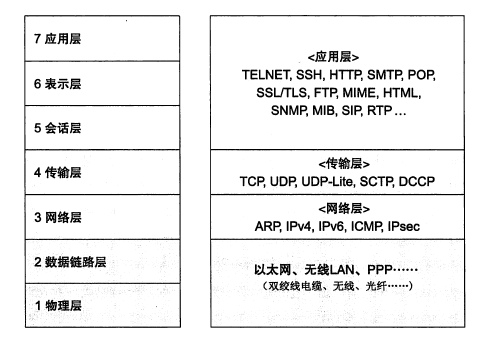 7 应用层
6 表示层
5 会话层
4 传输层
3 网络层
2 数据链路层
1 物理层
<应用层>
TELNET, SSH, HTTP, SMTP, POP,
SSL/TLS, FTP, MIME, HTML,
SNMP, MIB, SIP, RTP ...
<传输层>
TCP, UDP, UDP-Lite, SCTP, DCCP
<网络层>
ARP, IPv4, IPv6, ICMP, IPsec
以太网、无线LAN、PPP……
（双绞线电缆、无线、光纤……）